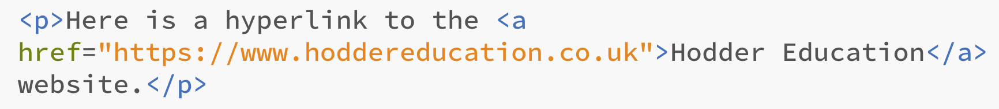 <p>Here is a hyperlink to the <a
href="https://www.hoddereducation.co.uk">Hodder Education</a>
website.</p>